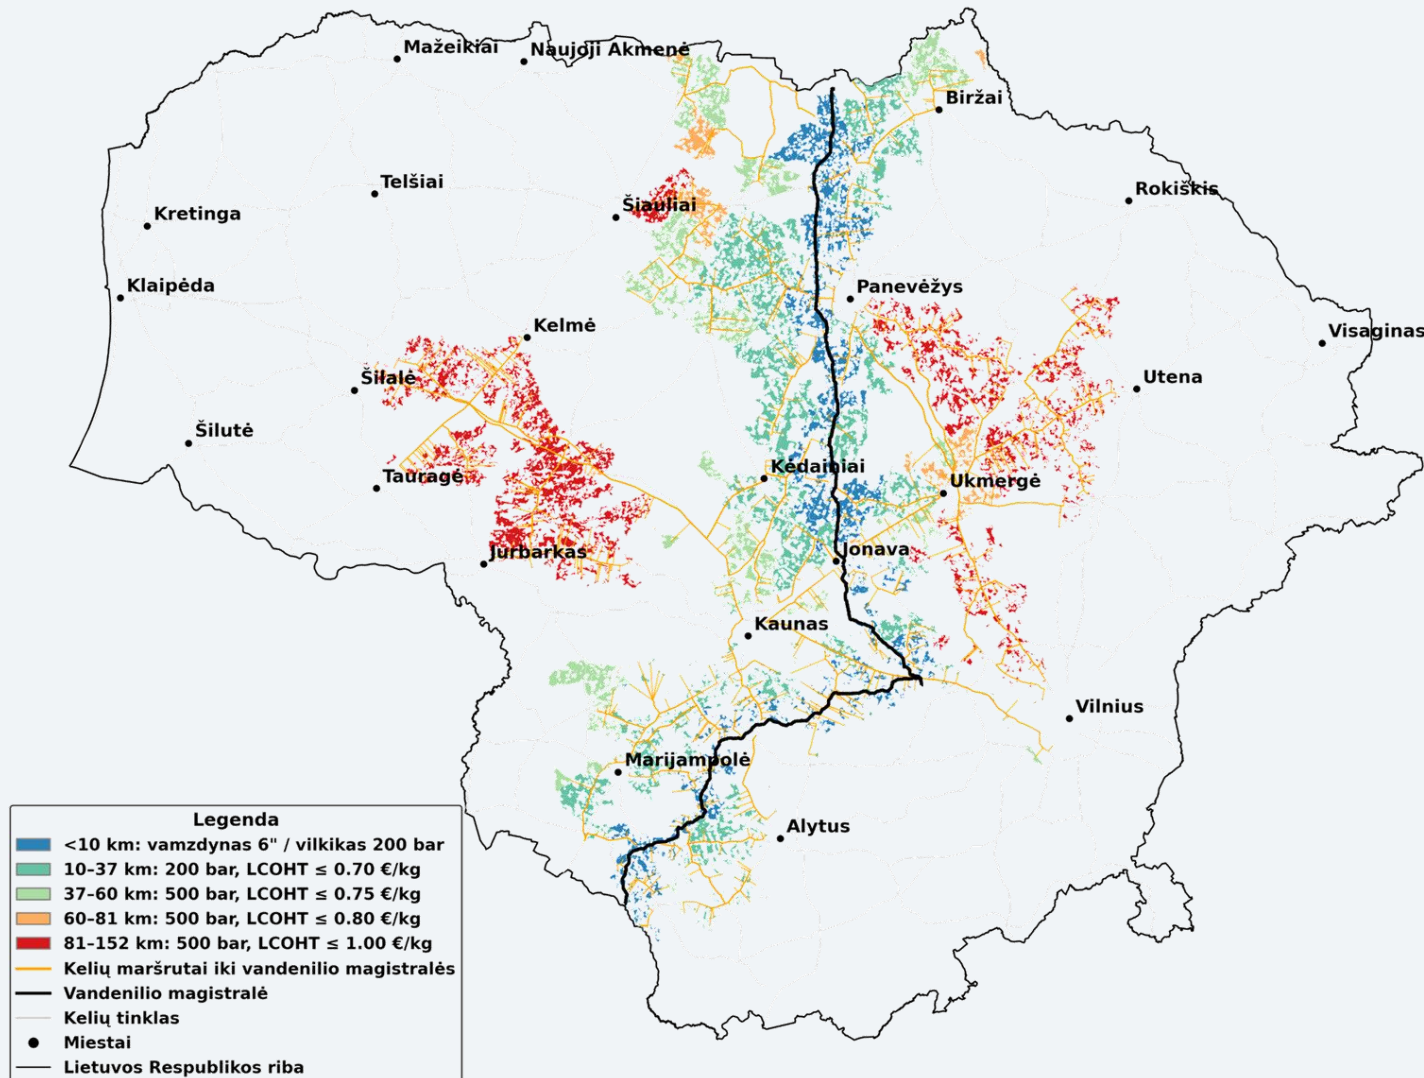 Mažeikiai
Naujoji Akmenė
Biržai
Telšiai
Rokiškis
Šiauliai
Kretinga
Klaipėda
Panevėžys
Kelmė
Visaginas
Šilalė
Utena
Šilutė
Kėdainiai
Tauragė
Ukmergė
Jonava
Jurbarkas
Kaunas
Vilnius
Marijampolė
Alytus
Legenda
<10 km: vamzdynas 6" / vilkikas 200 bar
10–37 km: 200 bar, LCOHT ≤ 0.70 €/kg
37–60 km: 500 bar, LCOHT ≤ 0.75 €/kg
60–81 km: 500 bar, LCOHT ≤ 0.80 €/kg
81–152 km: 500 bar, LCOHT ≤ 1.00 €/kg
Kelių maršrutai iki vandenilio magistralės
Vandenilio magistralė
Kelių tinklas
Miestai
Lietuvos Respublikos riba